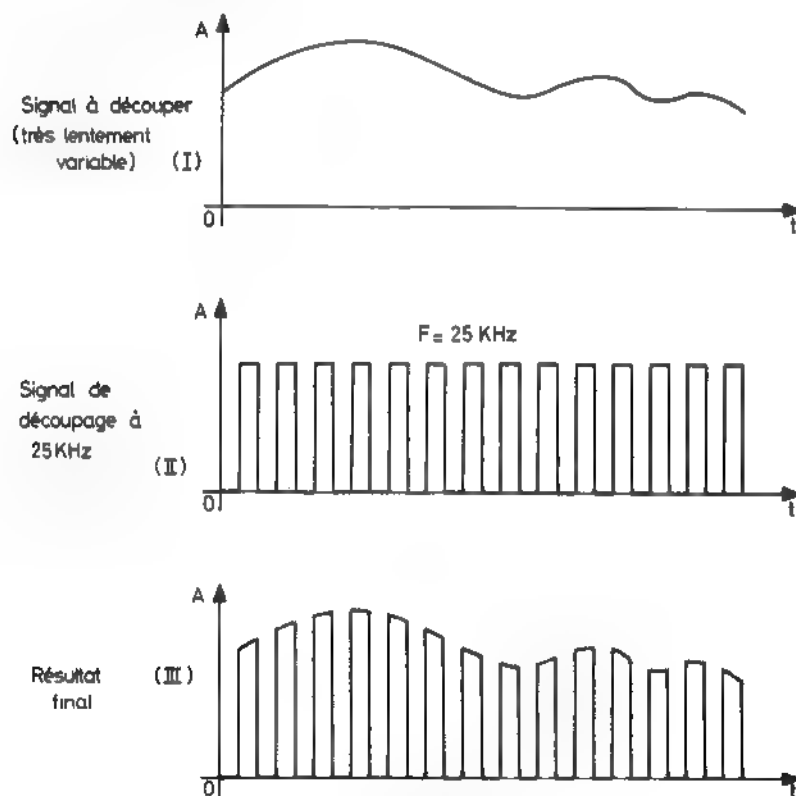 A
Signal à découper
(très lentement
variable) (I)
0
t
A
F= 25 KHz
Signal de
découpage à
25KHz
(II)
0
t
A
Résultat (III)
final
0
t